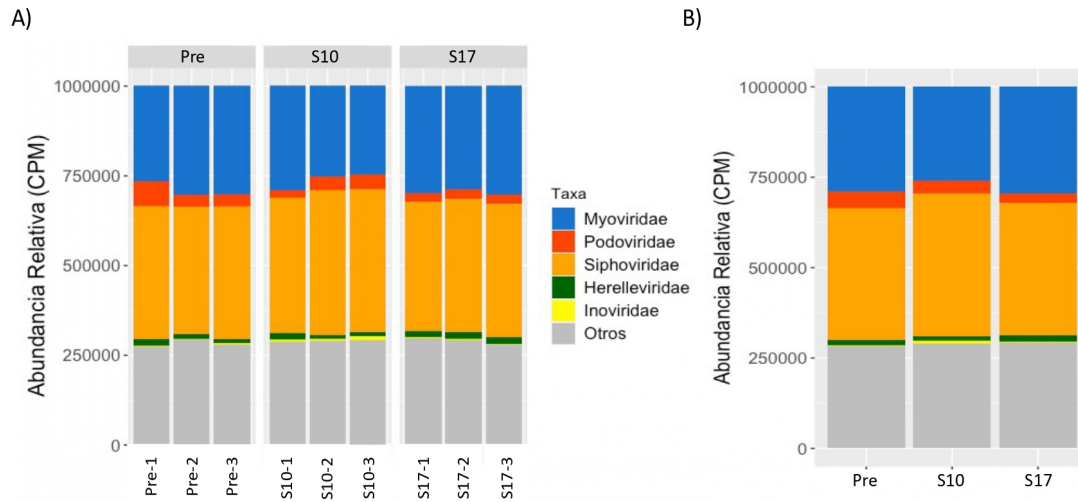 A)
Pre
S10
S17
Abundancia Relativa (CPM)
1000000
750000
500000
250000
0
Pre-1
Pre-2
Pre-3
S10-1
S10-2
S10-3
S17-1
S17-2
S17-3
Taxa
Myoviridae
Podoviridae
Siphoviridae
Herelleviridae
Inoviridae
Otros
B)
Abundancia Relativa (CPM)
1000000
750000
500000
250000
0
Pre
S10
S17